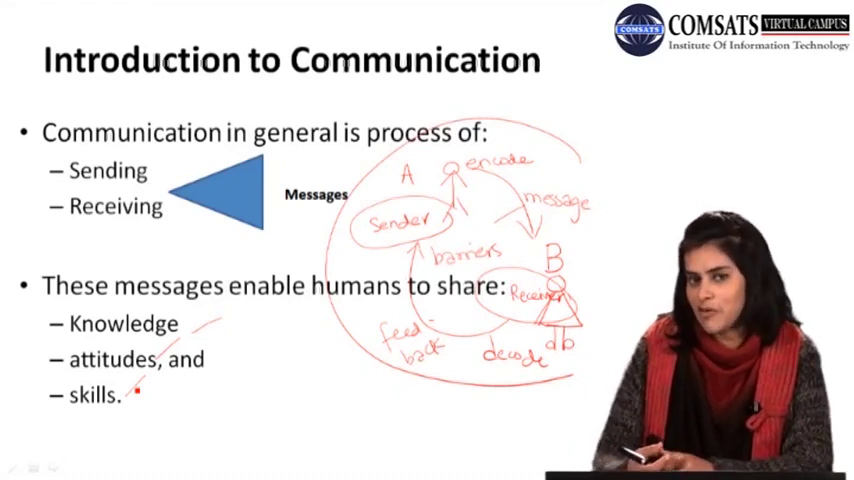 COMSATS VIRTUAL CAMPUS
COMSATS
Institute Of Information Technology
Introduction to Communication
• Communication in general is process of:
– Sending
– Receiving
Messages
A
encode
Sender
message
barriers
B
Receiver
feed
back
decode
• These messages enable humans to share:
– Knowledge
– attitudes, and
– skills.